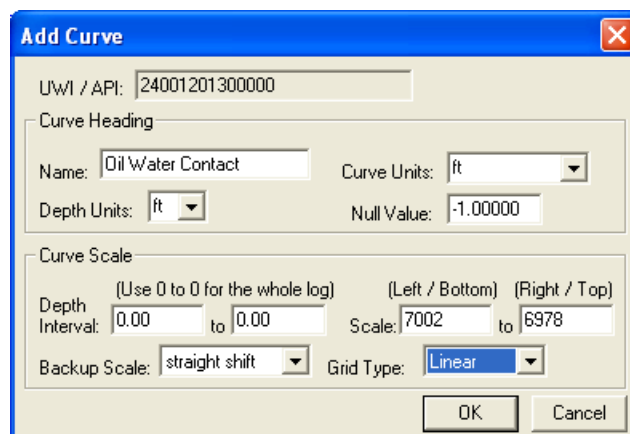 Add Curve
UWI / API: 24001201300000
Curve Heading
Name: Oil Water Contact Curve Units: ft
Depth Units: ft Null Value: -1.00000
Curve Scale
(Use 0 to 0 for the whole log) (Left / Bottom) (Right / Top)
Depth Interval: 0.00 to 0.00 Scale: 7002 to 6978
Backup Scale: straight shift Grid Type: Linear
OK Cancel